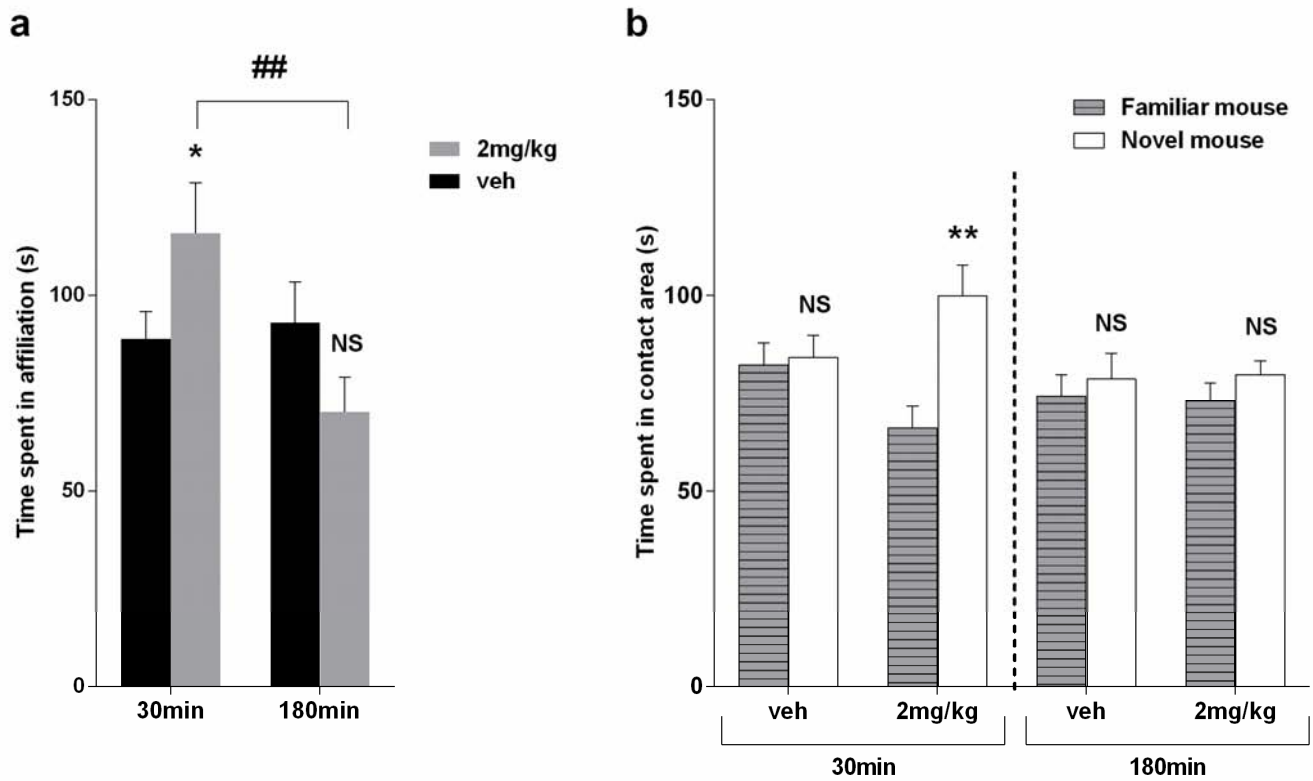 a
##
150
100
50
0
Time spent in affiliation (s)
*
NS
2mg/kg
veh
30min
180min
b
150
100
50
0
Time spent in contact area (s)
Familiar mouse
Novel mouse
NS
**
NS
NS
veh
2mg/kg
veh
2mg/kg
30min
180min